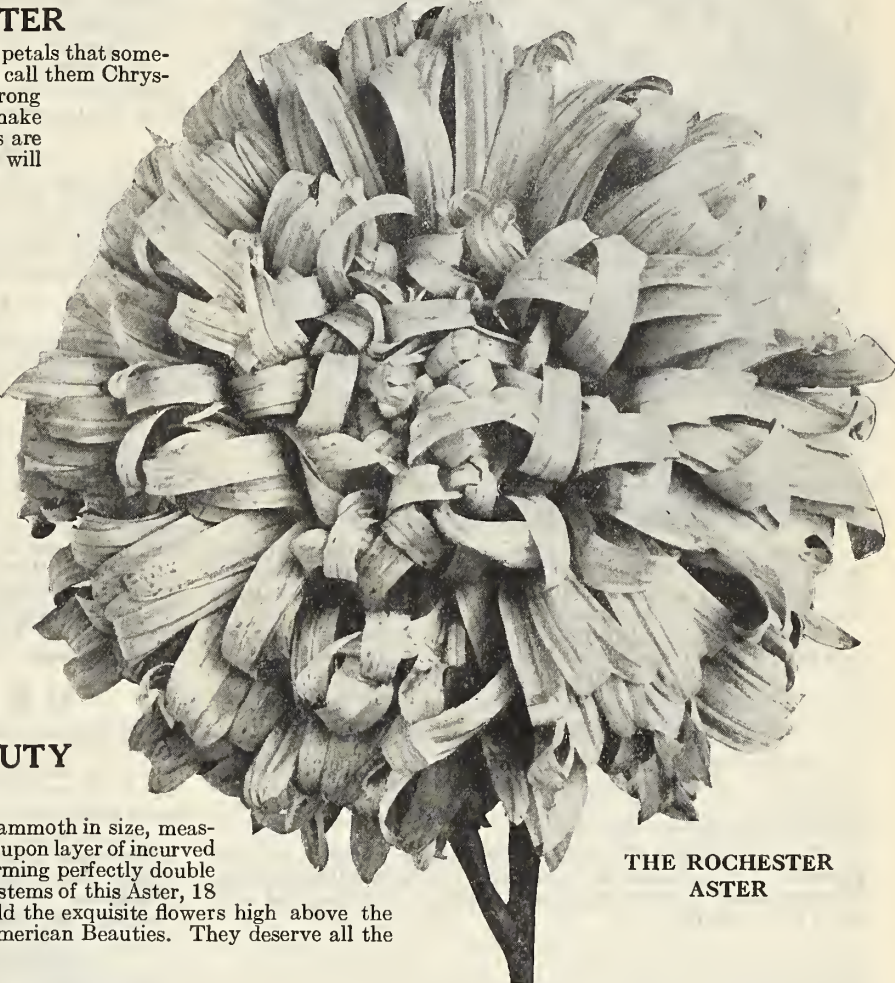 TER
petals that some-
call them Chrys-
rong
make
s are
will
UTY
ammoth in size, meas-
upon layer of incurved
rming perfectly double
stems of this Aster, 18
ld the exquisite flowers high above the
merican Beauties. They deserve all the
THE ROCHESTER
ASTER